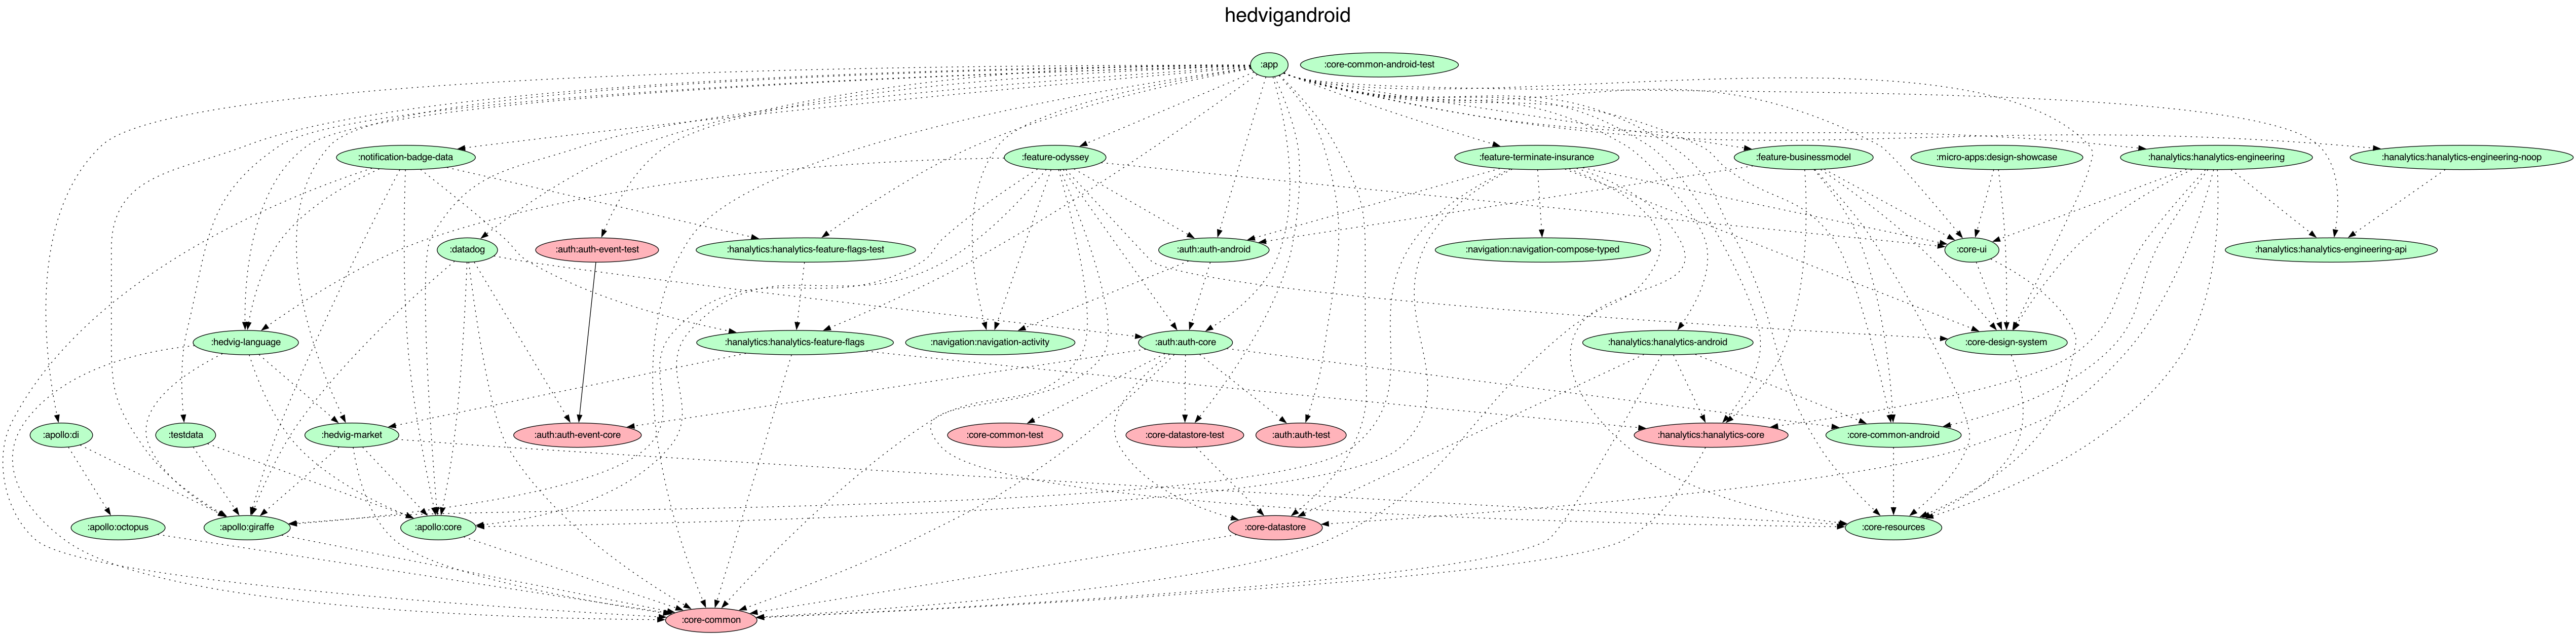 hedvigandroid
:app
:core-common-android-test
:notification-badge-data
:feature-odyssey
:feature-terminate-insurance
:feature-businessmodel
:micro-apps:design-showcase
:hanalytics:hanalytics-engineering
:hanalytics:hanalytics-engineering-noop
:datadog
:auth:auth-event-test
:hanalytics:hanalytics-feature-flags-test
:auth:auth-android
:navigation:navigation-compose-typed
:core-ui
:hanalytics:hanalytics-engineering-api
:hedvig-language
:hanalytics:hanalytics-feature-flags
:navigation:navigation-activity
:auth:auth-core
:hanalytics:hanalytics-android
:core-design-system
:apollo:di
:testdata
:hedvig-market
:auth:auth-event-core
:core-common-test
:core-datastore-test
:auth:auth-test
:hanalytics:hanalytics-core
:core-common-android
:apollo:octopus
:apollo:giraffe
:apollo:core
:core-datastore
:core-resources
:core-common